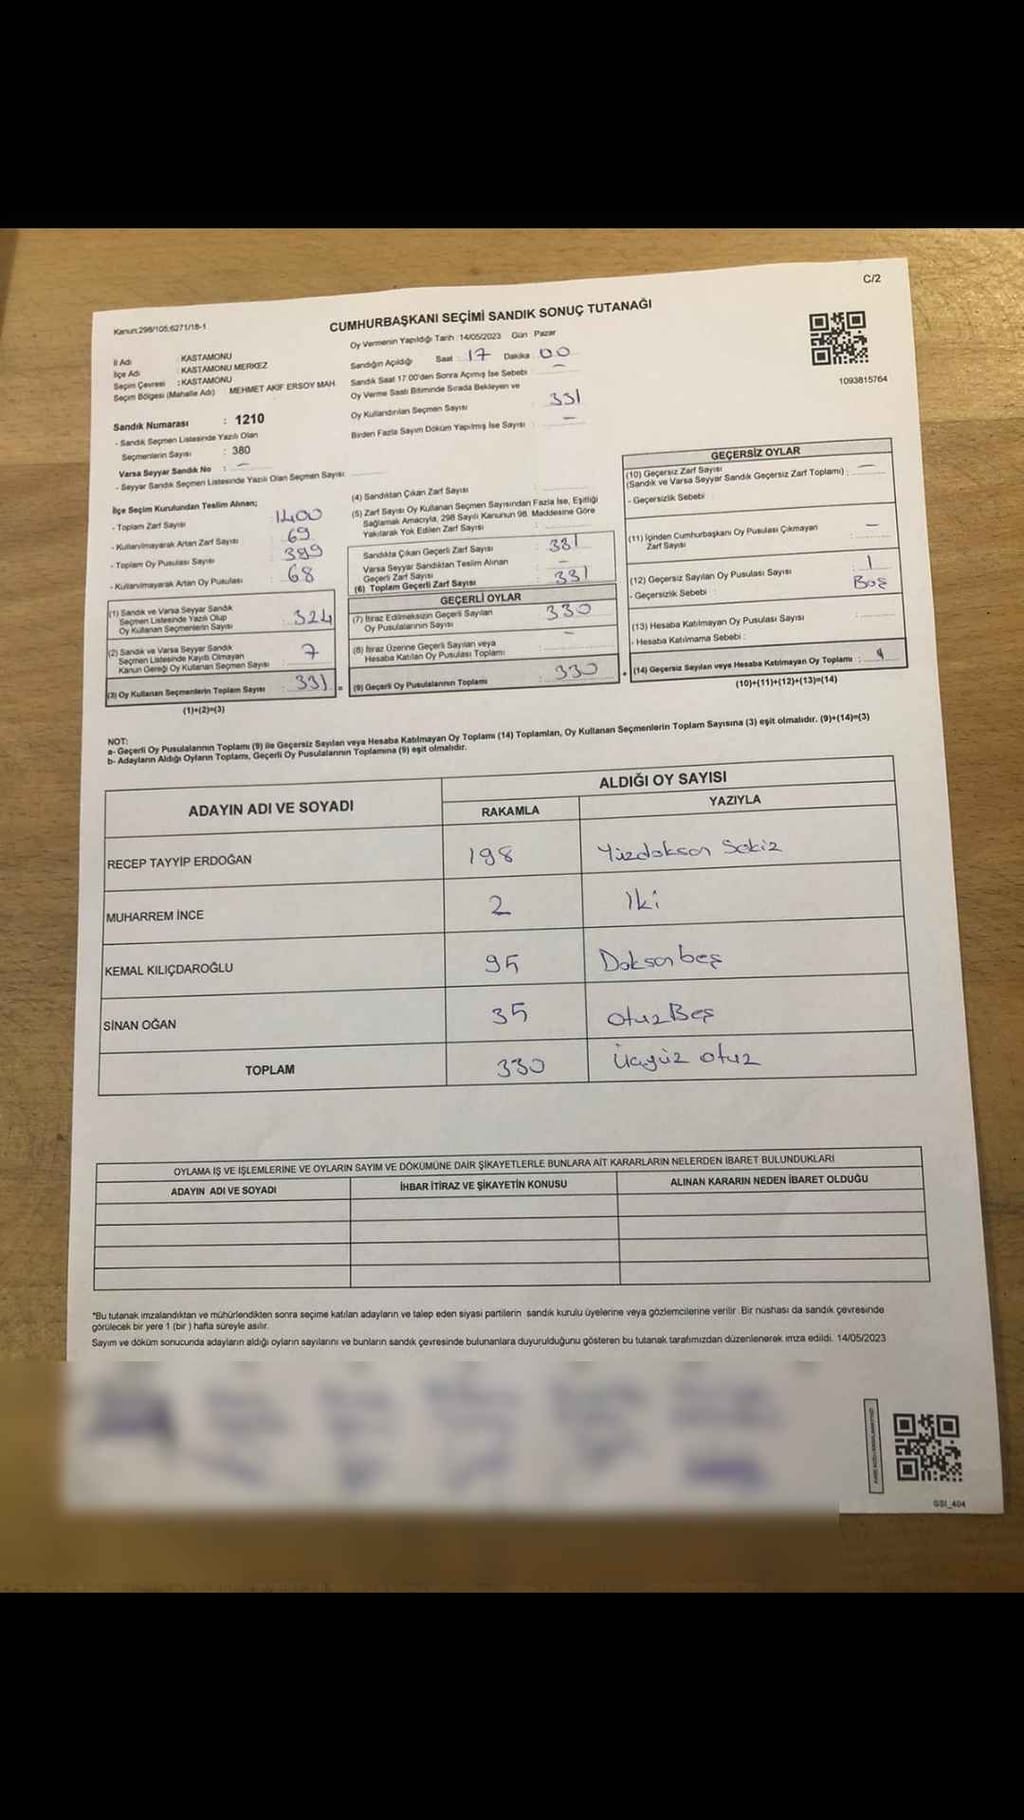 C/2
Kanun:298/105;6271/18-1
CUMHURBAŞKANI SEÇİMİ SANDIK SONUÇ TUTANAĞI
1093815764
İl Adı : KASTAMONU
İlçe Adı : KASTAMONU MERKEZ
Seçim Çevresi : KASTAMONU
Seçim Bölgesi (Mahalle Adı) MEHMET AKİF ERSOY MAH.
Sandık Numarası : 1210
- Sandık Seçmen Listesinde Yazılı Olan
Seçmenlerin Sayısı : 380
Varsa Seyyar Sandık No : —
- Seyyar Sandık Seçmen Listesinde Yazılı Olan Seçmen Sayısı
İlçe Seçim Kurulundan Teslim Alınan;
- Toplam Zarf Sayısı : 400
- Kullanılmayarak Artan Zarf Sayısı : 69
- Toplam Oy Pusulası Sayısı : 399
- Kullanılmayarak Artan Oy Pusulası : 68
(1) Sandık ve Varsa Seyyar Sandık
Seçmen Listesinde Yazılı Olup
Oy Kullanan Seçmenlerin Sayısı : 324
(2) Sandık ve Varsa Seyyar Sandık
Seçmen Listesinde Kayıtlı Olmayan
Kanun Gereği Oy Kullanan Seçmen Sayısı : 7
(3) Oy Kullanan Seçmenlerin Toplam Sayısı : 331
(1)+(2)=(3)
Oy Vermenin Yapıldığı Tarih : 14/05/2023 Gün : Pazar
Sandığın Açıldığı Saat : 17 Dakika : 00
Sandık Saat 17:00'den Sonra Açmış İse Sebebi : —
Oy Verme Saati Bitiminde Sırada Bekleyen ve
Oy Kullandırılan Seçmen Sayısı : 331
Birden Fazla Sayım Döküm Yapılmış İse Sayısı : —
(4) Sandıktan Çıkan Zarf Sayısı
(5) Zarf Sayısı Oy Kullanan Seçmen Sayısından Fazla İse, Eşitliği
Sağlamak Amacıyla, 298 Sayılı Kanunun 98. Maddesine Göre
Yakılarak Yok Edilen Zarf Sayısı :
Sandıkta Çıkan Geçerli Zarf Sayısı : 331
Varsa Seyyar Sandıktan Teslim Alınan
Geçerli Zarf Sayısı : —
(6) Toplam Geçerli Zarf Sayısı : 331
GEÇERLİ OYLAR
(7) İtiraz Edilmeksizin Geçerli Sayılan
Oy Pusulalarının Sayısı : 330
(8) İtiraz Üzerine Geçerli Sayılan veya
Hesaba Katılan Oy Pusulası Toplamı : —
(9) Geçerli Oy Pusulalarının Toplamı : 330
GEÇERSİZ OYLAR
(10) Geçersiz Zarf Sayısı
(Sandık ve Varsa Seyyar Sandık Geçersiz Zarf Toplamı) : —
- Geçersizlik Sebebi :
(11) İçinden Cumhurbaşkanı Oy Pusulası Çıkmayan
Zarf Sayısı : —
(12) Geçersiz Sayılan Oy Pusulası Sayısı : 1
- Geçersizlik Sebebi : Boş
(13) Hesaba Katılmayan Oy Pusulası Sayısı :
- Hesaba Katılmama Sebebi :
(14) Geçersiz Sayılan veya Hesaba Katılmayan Oy Toplamı : 1
(10)+(11)+(12)+(13)=(14)
NOT:
a- Geçerli Oy Pusulalarının Toplamı (9) ile Geçersiz Sayılan veya Hesaba Katılmayan Oy Toplamı (14) Toplamları, Oy Kullanan Seçmenlerin Toplam Sayısına (3) eşit olmalıdır. (9)+(14)=(3)
b- Adayların Aldığı Oyların Toplamı, Geçerli Oy Pusulalarının Toplamına (9) eşit olmalıdır.
ADAYIN ADI VE SOYADI ALDIĞI OY SAYISI
RAKAMLA YAZIYLA
RECEP TAYYİP ERDOĞAN 198 Yüzdoksan Sekiz
MUHARREM İNCE 2 İki
KEMAL KILIÇDAROĞLU 95 Doksanbeş
SİNAN OĞAN 35 OtuzBeş
TOPLAM 330 Üçyüz otuz
OYLAMA İŞ VE İŞLEMLERİNE VE OYLARIN SAYIM VE DÖKÜMÜNE DAİR ŞİKAYETLERLE BUNLARA AİT KARARLARIN NELERDEN İBARET BULUNDUKLARI
ADAYIN ADI VE SOYADI İHBAR İTİRAZ VE ŞİKAYETİN KONUSU ALINAN KARARIN NEDEN İBARET OLDUĞU
*Bu tutanak imzalandıktan ve mühürlendikten sonra seçime katılan adayların ve talep eden siyasi partilerin sandık kurulu üyelerine veya gözlemcilerine verilir. Bir nüshası da sandık çevresinde
görülecek bir yere 1 (bir ) hafta süreyle asılır.
Sayım ve döküm sonucunda adayların aldığı oyların sayılarını ve bunların sandık çevresinde bulunanlara duyurulduğunu gösteren bu tutanak tarafımızdan düzenlenerek imza edildi. 14/05/2023
GSI_404